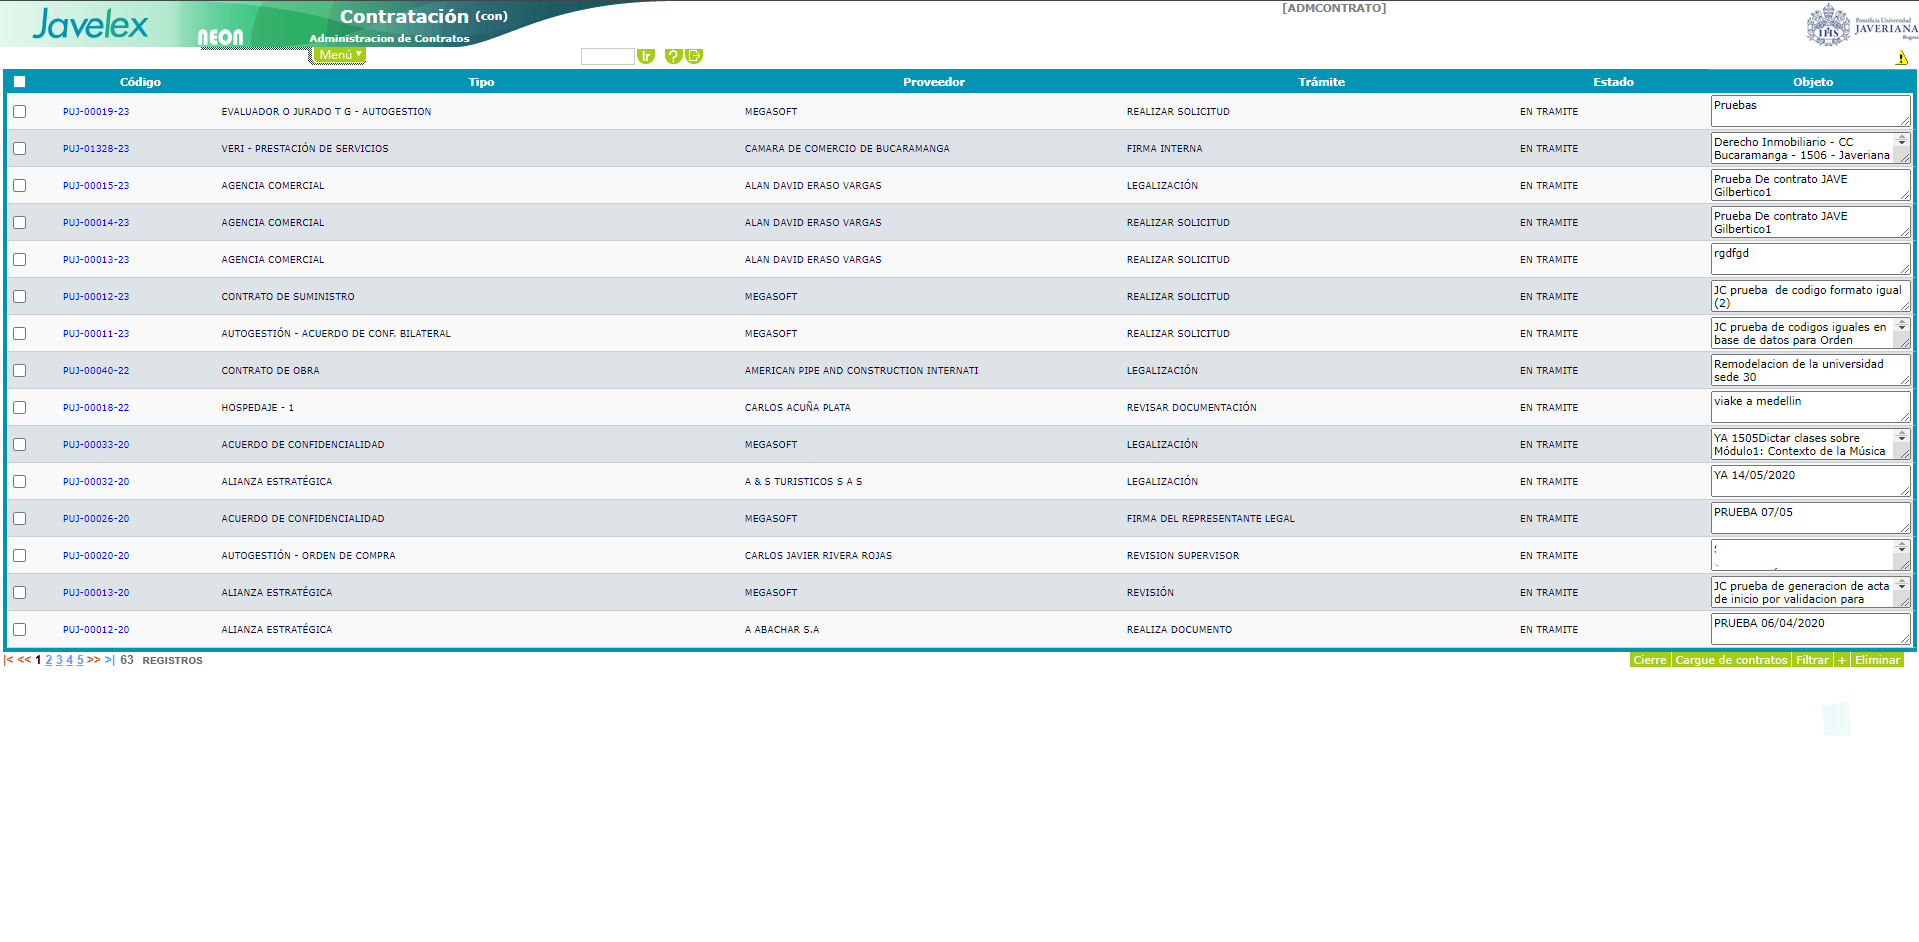 Javelex
neon
Contratación (con)
Administracion de Contratos
[ADMCONTRATO]
Pontificia Universidad
JAVERIANA
Bogotá
Menú
Ir
?
Código Tipo Proveedor Trámite Estado Objeto
PUJ-00019-23 EVALUADOR O JURADO T G - AUTOGESTION MEGASOFT REALIZAR SOLICITUD EN TRAMITE Pruebas
PUJ-01328-23 VERI - PRESTACIÓN DE SERVICIOS CAMARA DE COMERCIO DE BUCARAMANGA FIRMA INTERNA EN TRAMITE Derecho Inmobiliario - CC
Bucaramanga - 1506 - Javeriana
PUJ-00015-23 AGENCIA COMERCIAL ALAN DAVID ERASO VARGAS LEGALIZACIÓN EN TRAMITE Prueba De contrato JAVE
Gilbertico1
PUJ-00014-23 AGENCIA COMERCIAL ALAN DAVID ERASO VARGAS REALIZAR SOLICITUD EN TRAMITE Prueba De contrato JAVE
Gilbertico1
PUJ-00013-23 AGENCIA COMERCIAL ALAN DAVID ERASO VARGAS REALIZAR SOLICITUD EN TRAMITE rgdfgd
PUJ-00012-23 CONTRATO DE SUMINISTRO MEGASOFT REALIZAR SOLICITUD EN TRAMITE JC prueba de codigo formato igual
(2)
PUJ-00011-23 AUTOGESTIÓN - ACUERDO DE CONF. BILATERAL MEGASOFT REALIZAR SOLICITUD EN TRAMITE JC prueba de codigos iguales en
base de datos para Orden
PUJ-00040-22 CONTRATO DE OBRA AMERICAN PIPE AND CONSTRUCTION INTERNATI LEGALIZACIÓN EN TRAMITE Remodelacion de la universidad
sede 30
PUJ-00018-22 HOSPEDAJE - 1 CARLOS ACUÑA PLATA REVISAR DOCUMENTACIÓN EN TRAMITE viake a medellin
PUJ-00033-20 ACUERDO DE CONFIDENCIALIDAD MEGASOFT LEGALIZACIÓN EN TRAMITE YA 1505Dictar clases sobre
Módulo1: Contexto de la Música
PUJ-00032-20 ALIANZA ESTRATÉGICA A & S TURISTICOS S A S LEGALIZACIÓN EN TRAMITE YA 14/05/2020
PUJ-00026-20 ACUERDO DE CONFIDENCIALIDAD MEGASOFT FIRMA DEL REPRESENTANTE LEGAL EN TRAMITE PRUEBA 07/05
PUJ-00020-20 AUTOGESTIÓN - ORDEN DE COMPRA CARLOS JAVIER RIVERA ROJAS REVISION SUPERVISOR EN TRAMITE
PUJ-00013-20 ALIANZA ESTRATÉGICA MEGASOFT REVISIÓN EN TRAMITE JC prueba de generacion de acta
de inicio por validacion para
PUJ-00012-20 ALIANZA ESTRATÉGICA A ABACHAR S.A REALIZA DOCUMENTO EN TRAMITE PRUEBA 06/04/2020
|< << 1 2 3 4 5 >> >| 63 REGISTROS
Cierre Cargue de contratos Filtrar + Eliminar